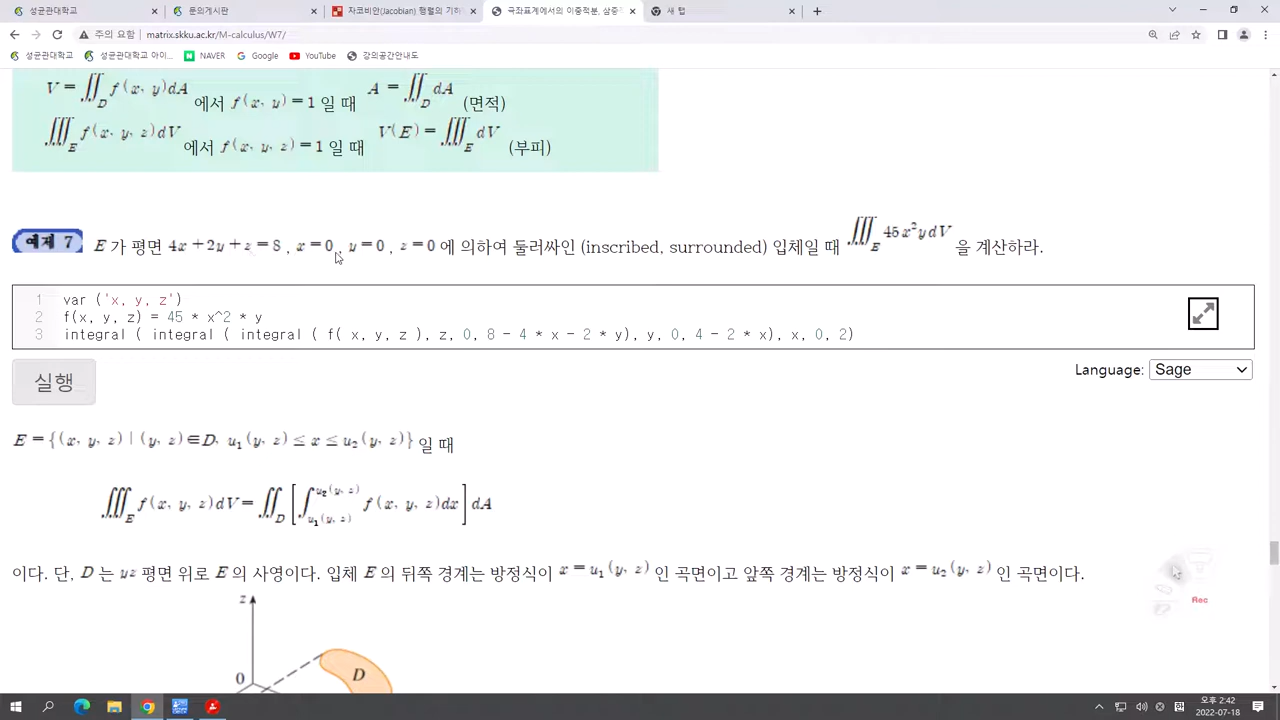 성균관대학교
문의게시판
자코비안(Jacobian) 행렬의 기하
극좌표계에서의 이중적분, 삼중
새 탭
주의 요함 | matrix.skku.ac.kr/M-calculus/W7/
성균관대학교 성균관대학교 아이... NAVER Google YouTube 강의공간안내도
V = ∬_D f(x, y)dA 에서 f(x, y) = 1 일 때 A = ∬_D dA (면적)
∭_E f(x, y, z)dV 에서 f(x, y, z) = 1 일 때 V(E) = ∭_E dV (부피)
예제 7 E 가 평면 4x + 2y + z = 8 , x = 0, y = 0 , z = 0 에 의하여 둘러싸인 (inscribed, surrounded) 입체일 때 ∭_E 45x²y dV 을 계산하라.
1 var ('x, y, z')
2 f(x, y, z) = 45 * x^2 * y
3 integral ( integral ( integral ( f( x, y, z ), z, 0, 8 - 4 * x - 2 * y), y, 0, 4 - 2 * x), x, 0, 2)
실행
Language: Sage
E = {(x, y, z) | (y, z)∈D, u₁(y, z) ≤ x ≤ u₂(y, z)} 일 때
∭_E f(x, y, z)dV = ∬_D [∫_{u₁(y, z)}^{u₂(y, z)} f(x, y, z)dx] dA
이다. 단, D 는 yz 평면 위로 E 의 사영이다. 입체 E 의 뒤쪽 경계는 방정식이 x = u₁(y, z) 인 곡면이고 앞쪽 경계는 방정식이 x = u₂(y, z) 인 곡면이다.
Rec
z
D
0
오후 2:42
2022-07-18